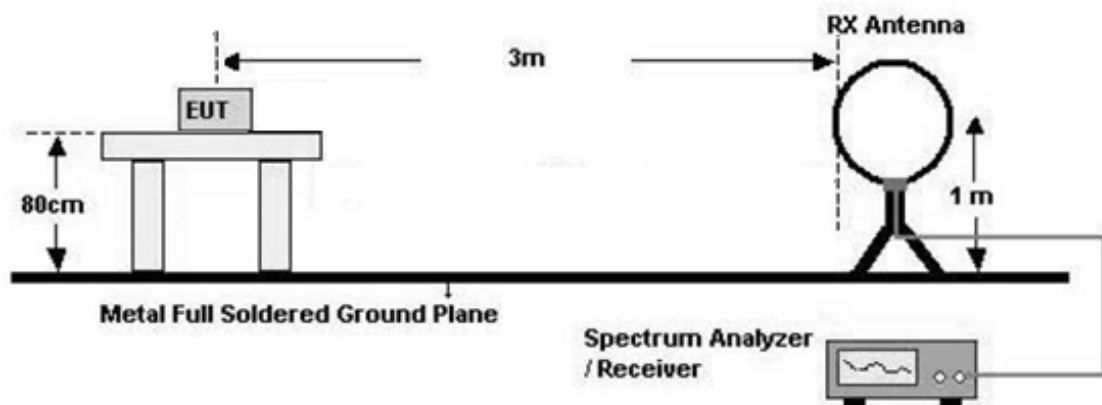 RX Antenna
3m
EUT
80cm
1 m
Metal Full Soldered Ground Plane
Spectrum Analyzer
/ Receiver